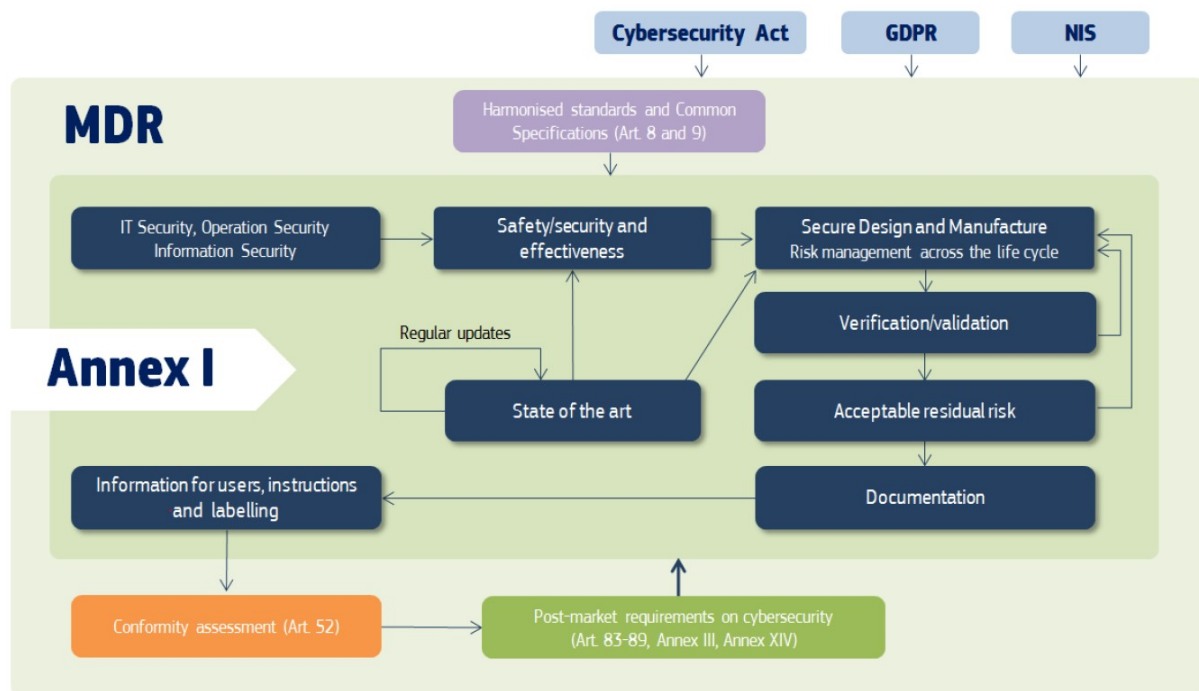 Cybersecurity Act
GDPR
NIS
MDR
Harmonised standards and Common
Specifications (Art. 8 and 9)
IT Security, Operation Security
Information Security
Safety/security and
effectiveness
Secure Design and Manufacture
Risk management across the life cycle
Verification/validation
Regular updates
Annex I
State of the art
Acceptable residual risk
Information for users, instructions
and labelling
Documentation
Conformity assessment (Art. 52)
Post-market requirements on cybersecurity
(Art. 83-89, Annex III, Annex XIV)